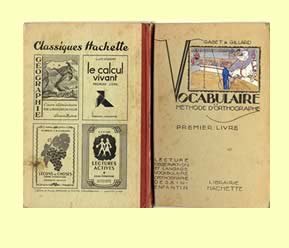 Classiques Hachette
GÉOGRAPHIE
le calcul
vivant
LEÇONS DE CHOSES
LECTURES
ACTIVES
GABET & GILLARD
VOCABULAIRE
MÉTHODE D'ORTHOGRAPHE
PREMIER LIVRE
LECTURE
OBSERVATION
ET LANGAGE
VOCABULAIRE
ORTHOGRAPHE
DESSIN
ENFANTIN
LIBRAIRIE
HACHETTE